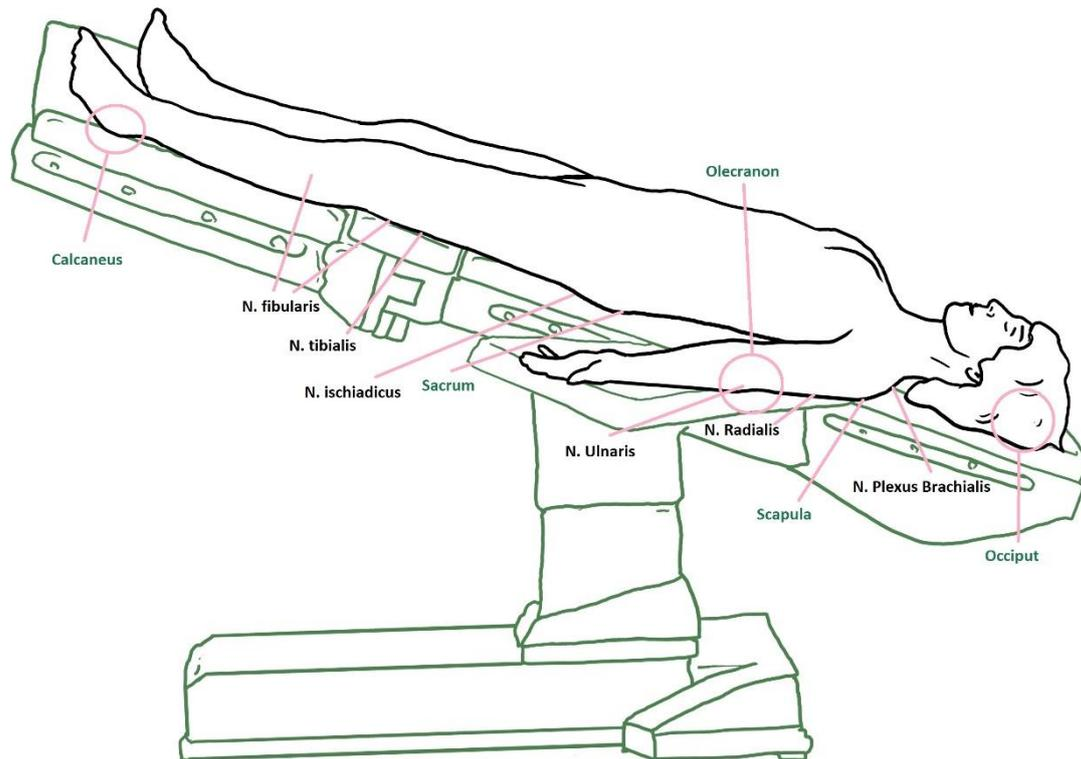 Olecranon
Calcaneus
N. fibularis
N. tibialis
N. ischiadicus
Sacrum
N. Ulnaris
N. Radialis
N. Plexus Brachialis
Scapula
Occiput